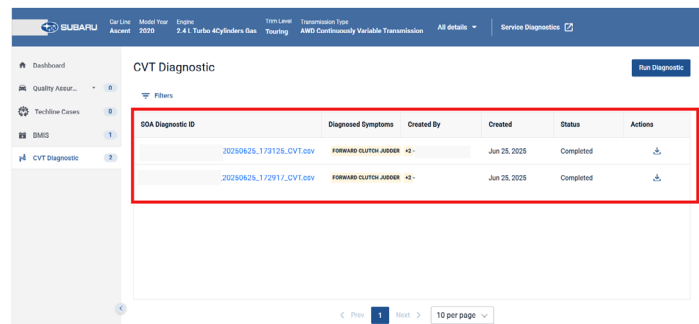 SUBARU
Car Line Model Year Engine Trim Level Transmission Type
Ascent 2020 2.4 L Turbo 4Cylinders Gas Touring AWD Continuously Variable Transmission All details Service Diagnostics
Dashboard
Quality Assur... 0
Techline Cases 0
BMIS 1
CVT Diagnostic 2
CVT Diagnostic Run Diagnostic
Filters
SOA Diagnostic ID Diagnosed Symptoms Created By Created Status Actions
20250625_173125_CVT.csv FORWARD CLUTCH JUDDER +2 - Jun 25, 2025 Completed
20250625_172917_CVT.csv FORWARD CLUTCH JUDDER +2 - Jun 25, 2025 Completed
< Prev 1 Next > 10 per page